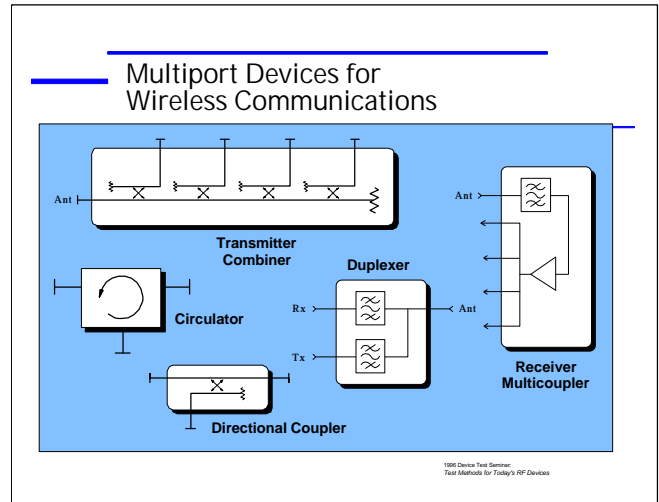 Multiport Devices for
Wireless Communications
Ant
Transmitter
Combiner
Ant
Duplexer
Circulator
Rx
Ant
Tx
Receiver
Multicoupler
Directional Coupler
1996 Device Test Seminar:
Test Methods for Today's RF Devices